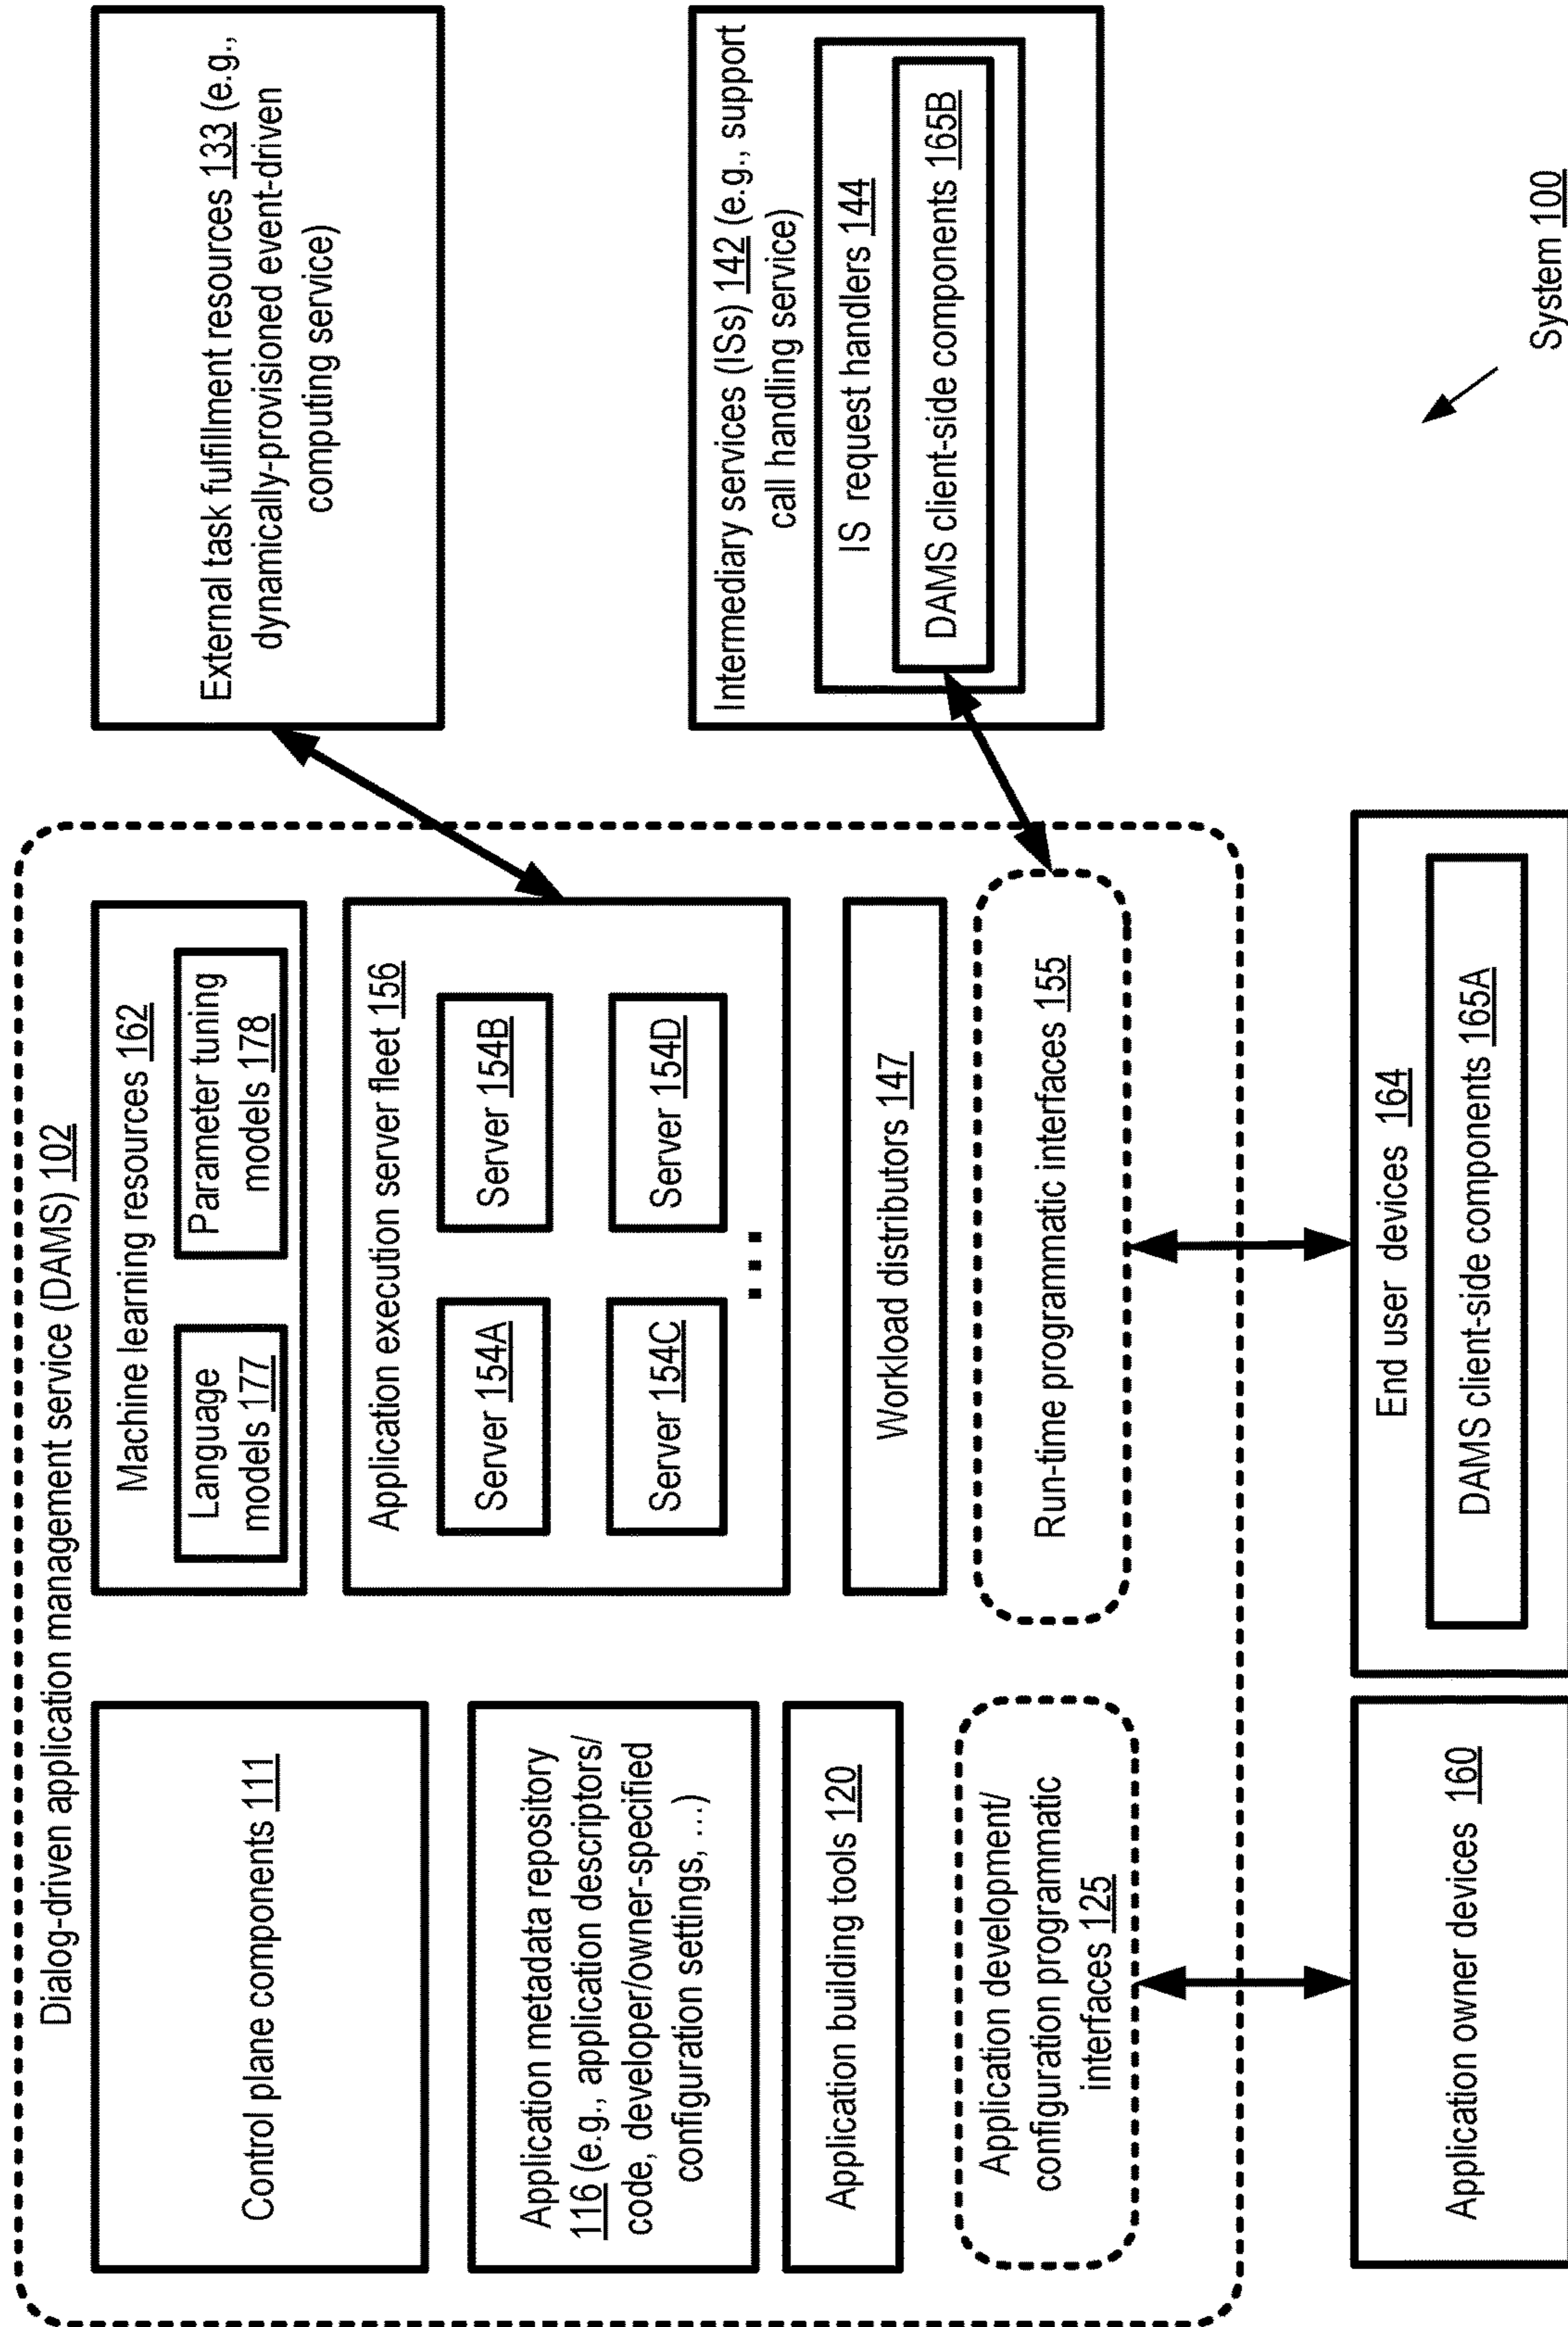 Dialog-driven application management service (DAMS) 102
Control plane components 111
Application metadata repository
116 (e.g., application descriptors/
code, developer/owner-specified
configuration settings, …)
Application building tools 120
Application development/
configuration programmatic
interfaces 125
Machine learning resources 162
Language
models 177
Parameter tuning
models 178
Application execution server fleet 156
Server 154A
Server 154B
Server 154C
Server 154D
Workload distributors 147
Run-time programmatic interfaces 155
External task fulfillment resources 133 (e.g.,
dynamically-provisioned event-driven
computing service)
Intermediary services (ISs) 142 (e.g., support
call handling service)
IS request handlers 144
DAMS client-side components 165B
Application owner devices 160
End user devices 164
DAMS client-side components 165A
System 100